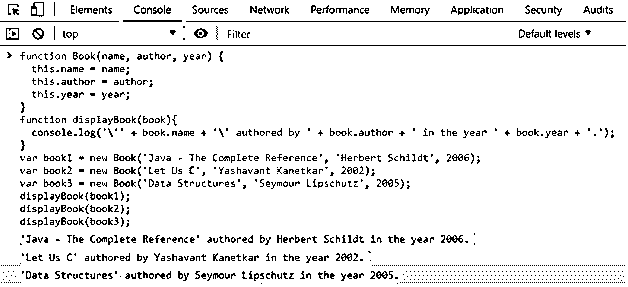 Elements Console Sources Network Performance Memory Application Security Audits
top Filter Default levels
> function Book(name, author, year) {
this.name = name;
this.author = author;
this.year = year;
}
function displayBook(book){
console.log('\'' + book.name + '\' authored by ' + book.author + ' in the year ' + book.year + '.');
}
var book1 = new Book('Java - The Complete Reference', 'Herbert Schildt', 2006);
var book2 = new Book('Let Us C', 'Yashavant Kanetkar', 2002);
var book3 = new Book('Data Structures', 'Seymour Lipschutz', 2005);
displayBook(book1);
displayBook(book2);
displayBook(book3);
'Java - The Complete Reference' authored by Herbert Schildt in the year 2006.
'Let Us C' authored by Yashavant Kanetkar in the year 2002.
'Data Structures' authored by Seymour Lipschutz in the year 2005.